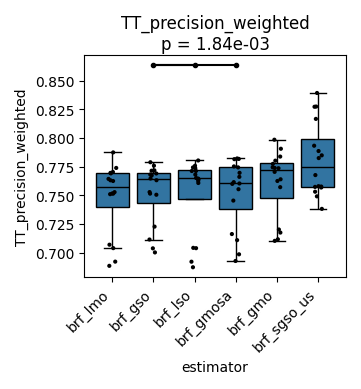 TT_precision_weighted
p = 1.84e-03
TT_precision_weighted
0.850
0.825
0.800
0.775
0.750
0.725
0.700
brf_lmo
brf_gso
brf_lso
brf_gmosa
brf_gmo
brf_sgso_us
estimator